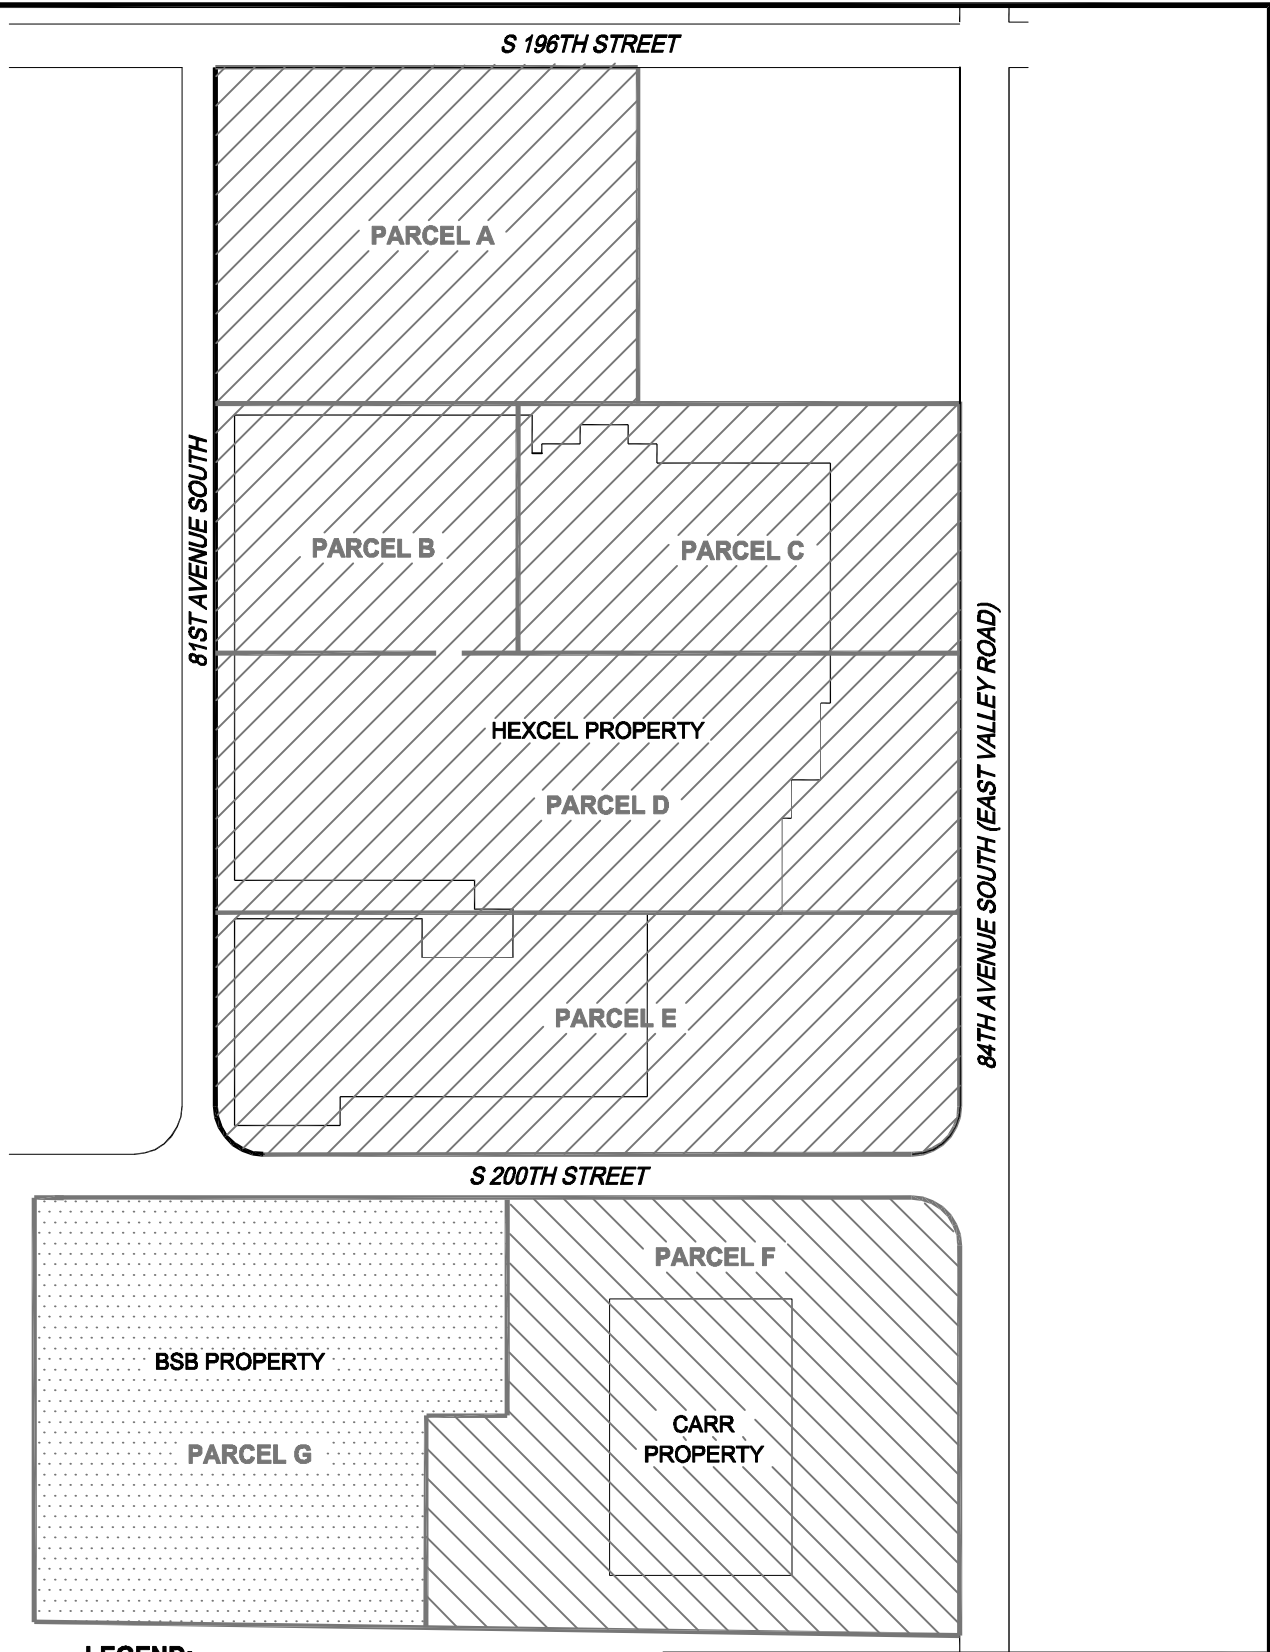 S 196TH STREET
PARCEL A
81ST AVENUE SOUTH
PARCEL B
PARCEL C
HEXCEL PROPERTY
PARCEL D
84TH AVENUE SOUTH (EAST VALLEY ROAD)
PARCEL E
S 200TH STREET
PARCEL F
BSB PROPERTY
CARR
PROPERTY
PARCEL G
LEGEND: